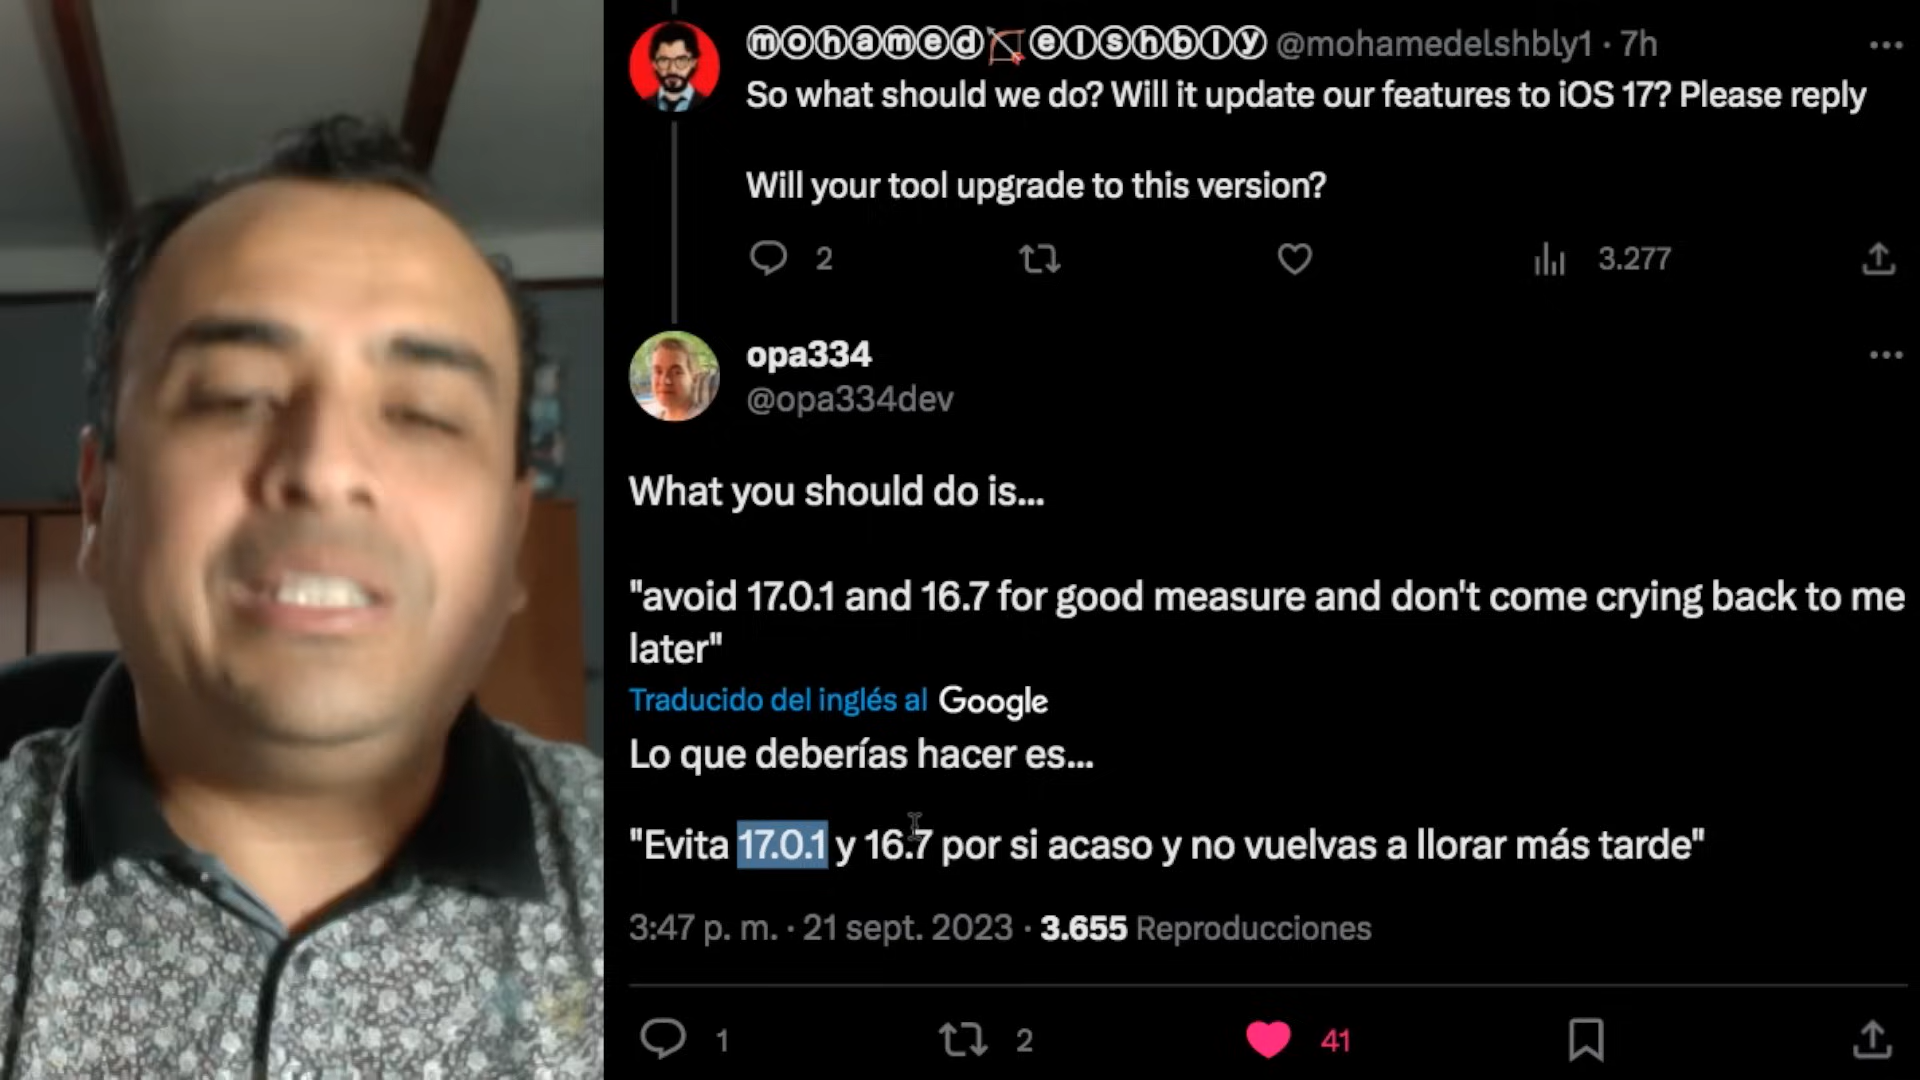 ⓜⓞⓗⓐⓜⓔⓓ🏹ⓔⓛⓢⓗⓑⓛⓨ @mohamedelshbly1 · 7h
So what should we do? Will it update our features to iOS 17? Please reply
Will your tool upgrade to this version?
2
3.277
opa334
@opa334dev
What you should do is...
"avoid 17.0.1 and 16.7 for good measure and don't come crying back to me
later"
Traducido del inglés al Google
Lo que deberías hacer es...
"Evita 17.0.1 y 16.7 por si acaso y no vuelvas a llorar más tarde"
3:47 p. m. · 21 sept. 2023 · 3.655 Reproducciones
1
2
41